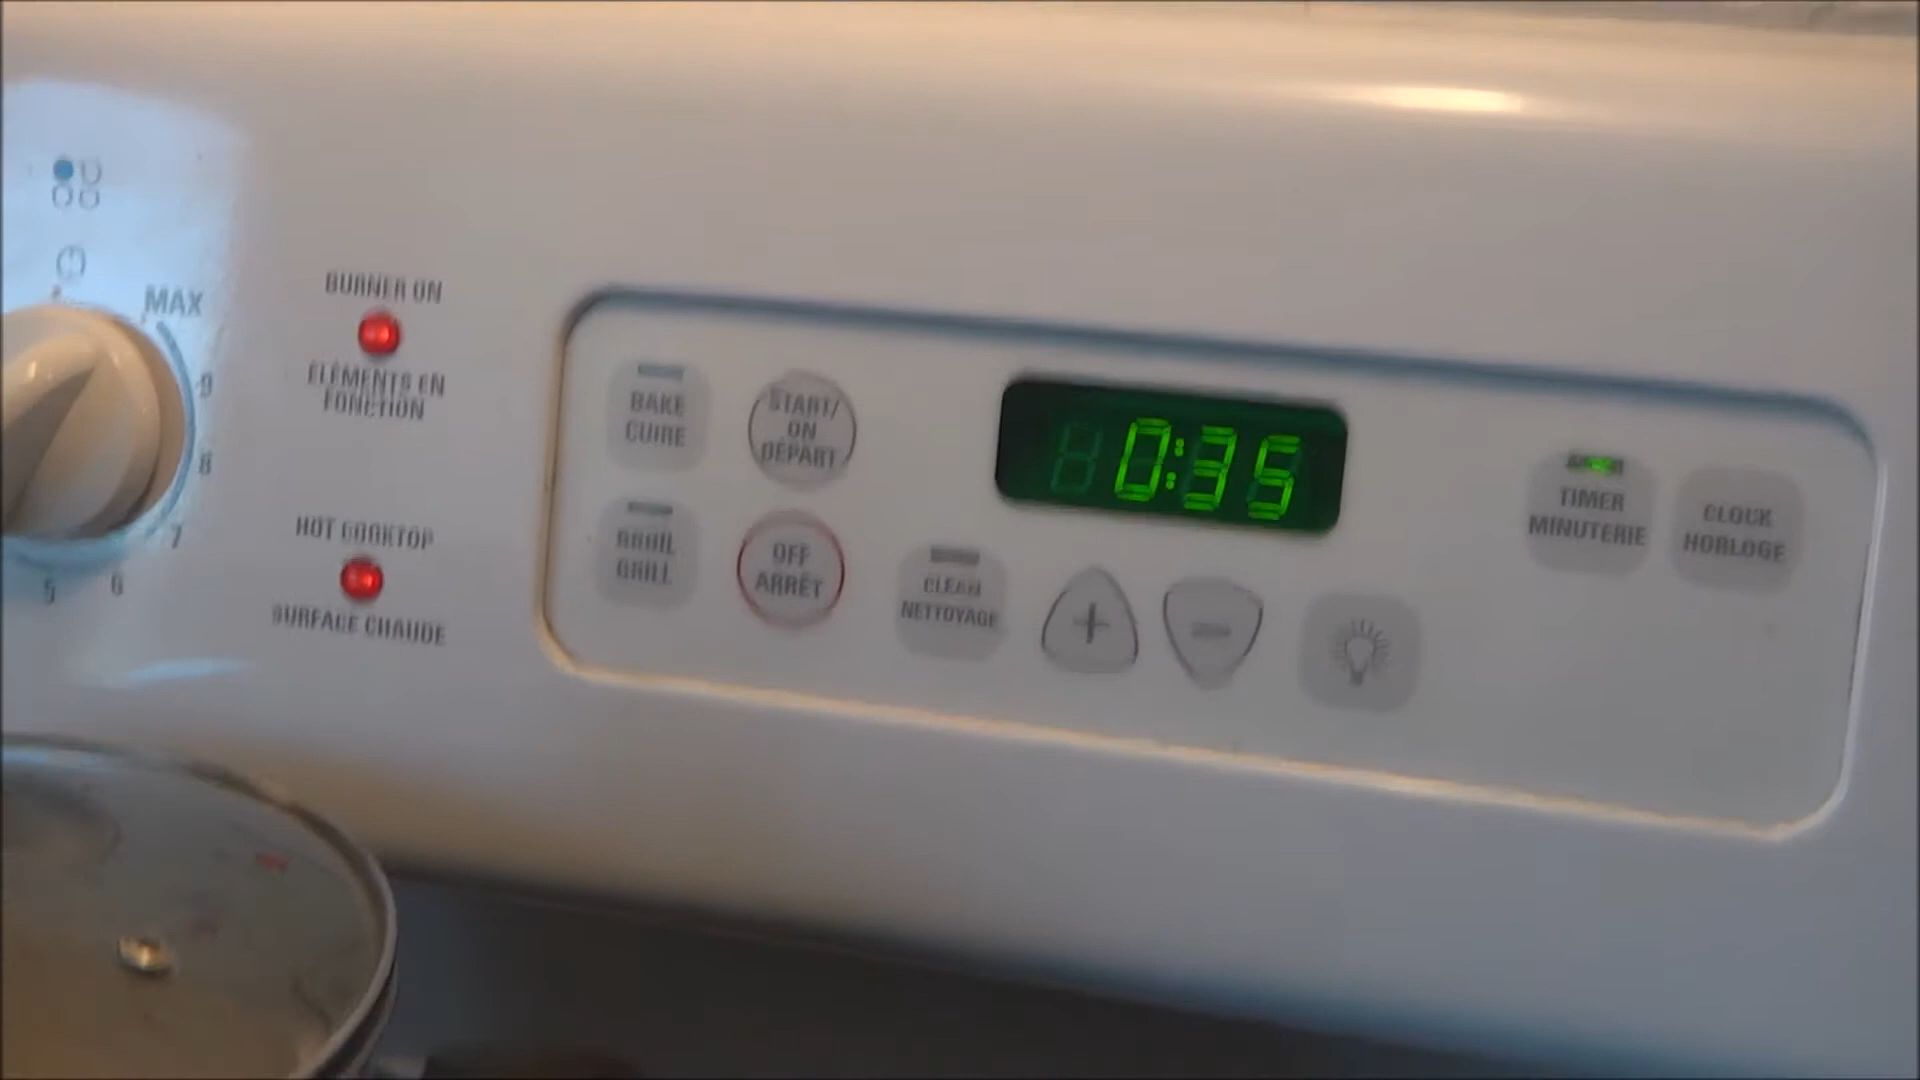 MAX
9
8
7
6
5
BURNER ON
ÉLÉMENTS EN
FONCTION
HOT COOKTOP
SURFACE CHAUDE
BAKE
CUIRE
START/
ON
DÉPART
BROIL
GRILL
OFF
ARRÊT
CLEAN
NETTOYAGE
0:35
+
-
TIMER
MINUTERIE
CLOCK
HORLOGE